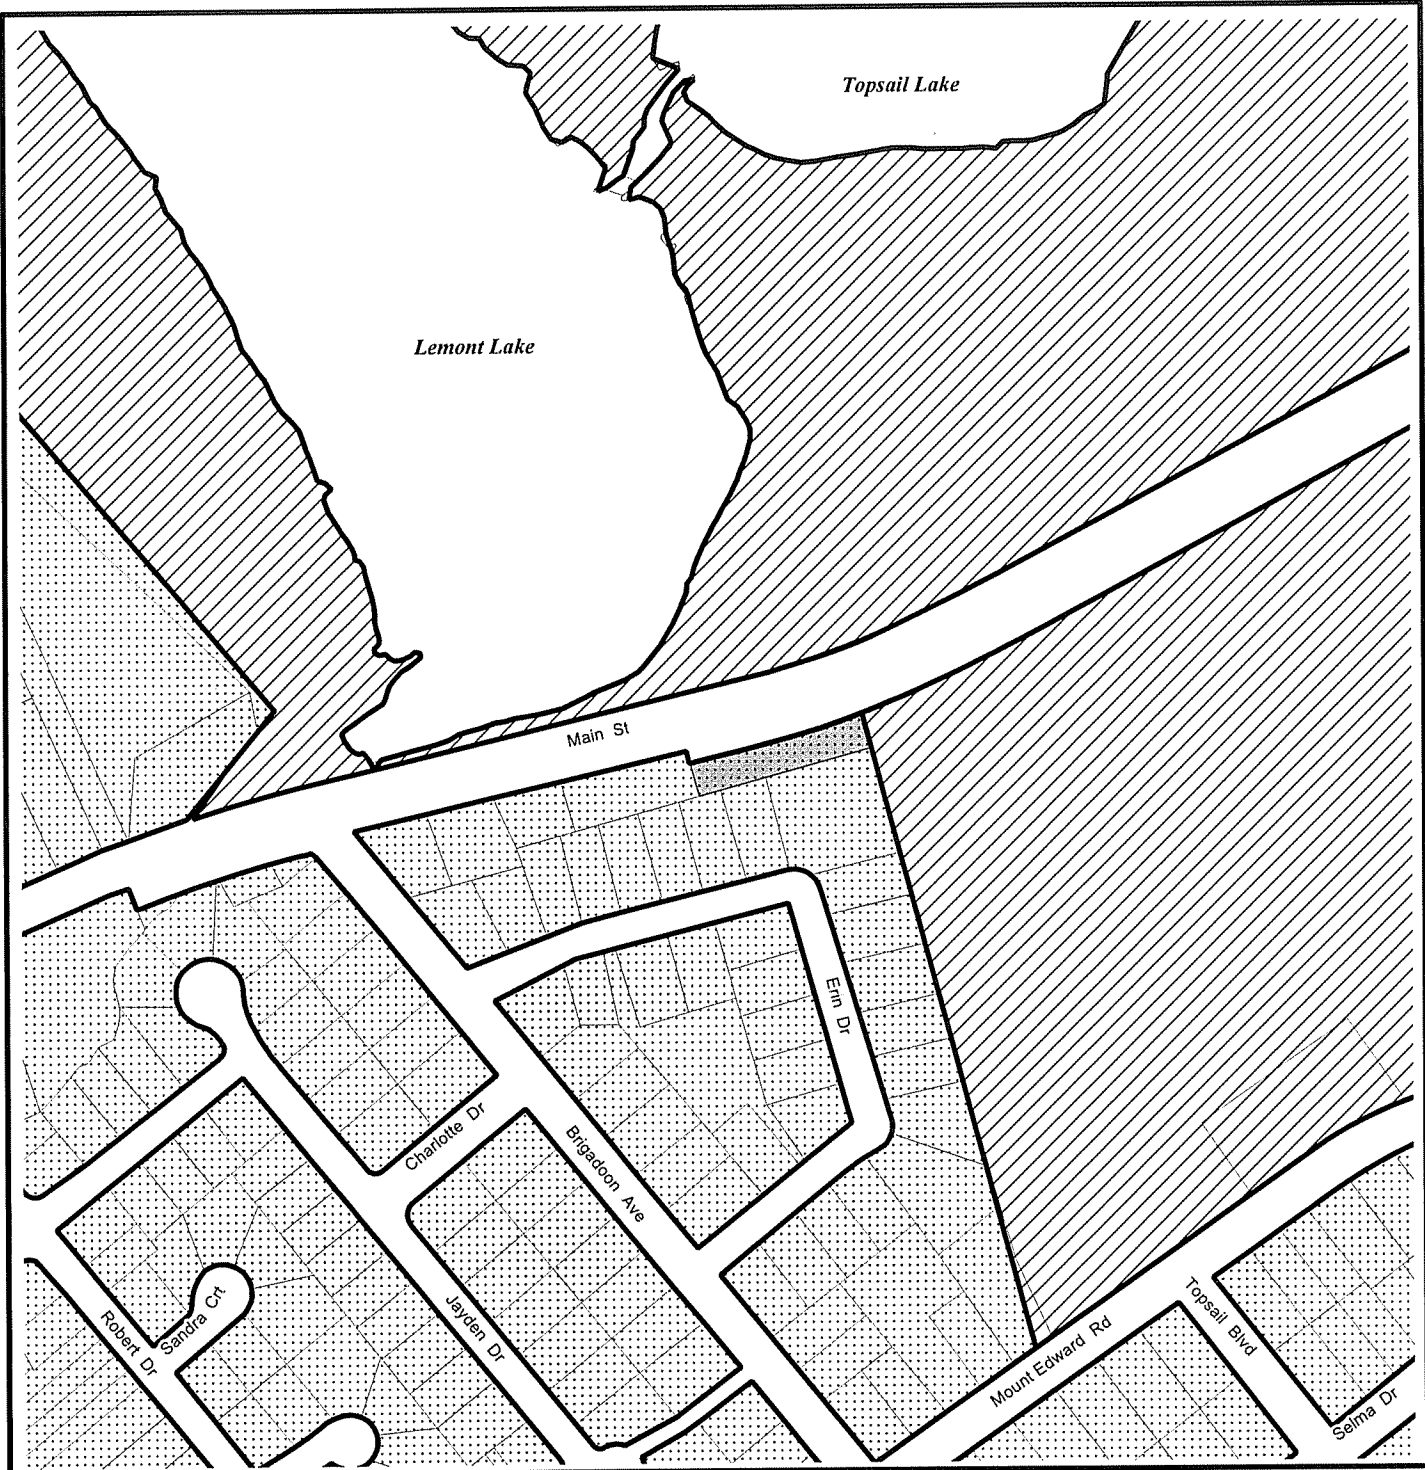 Topsail Lake
Lemont Lake
Main St
Erin Dr
Charlotte Dr
Brigadoon Ave
Sandra Crt
Robert Dr
Jayden Dr
Mount Edward Rd
Topsail Blvd
Selma Dr